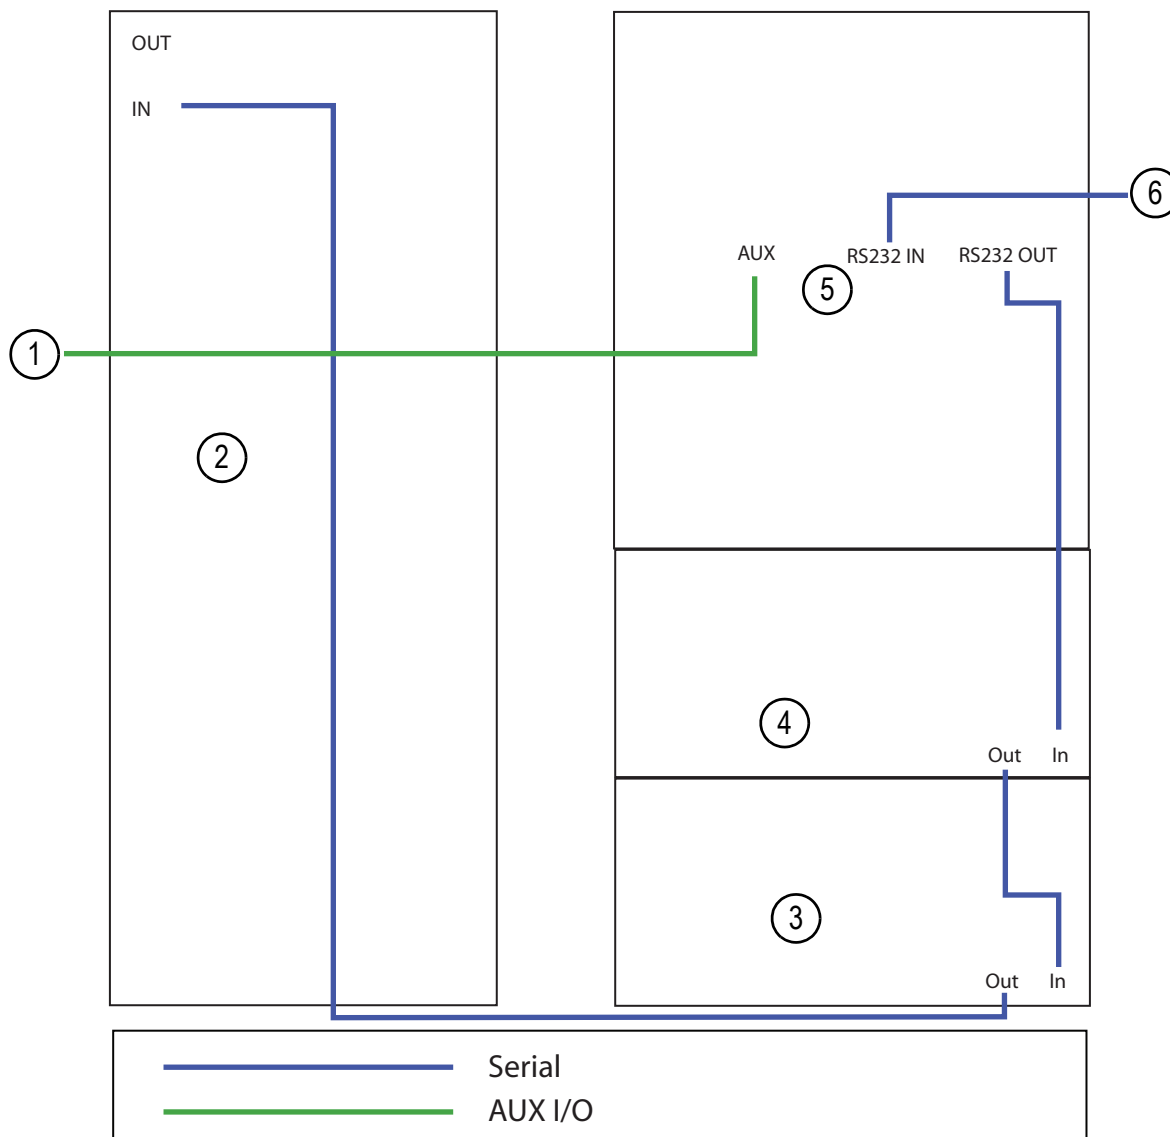 OUT
IN
6
AUX
RS232 IN
RS232 OUT
5
1
2
4
Out In
3
Out In
Serial
AUX I/O